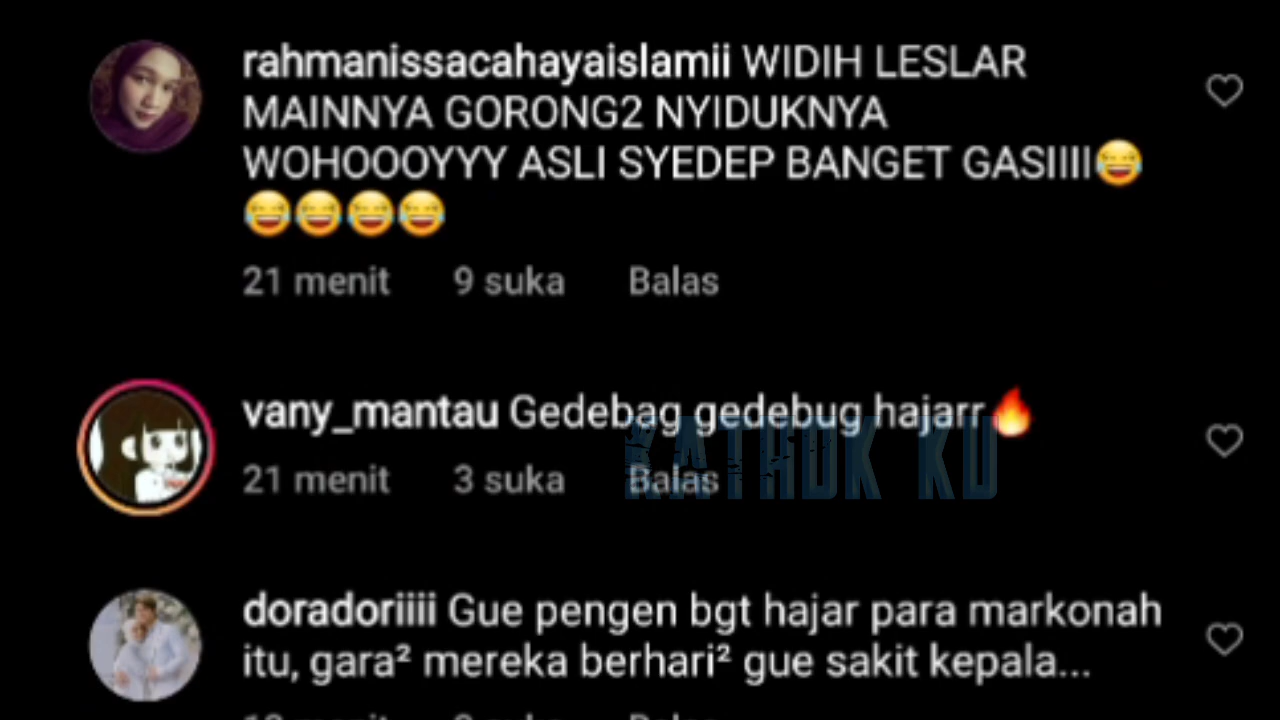 rahmanissacahayaislamii WIDIH LESLAR
MAINNYA GORONG2 NYIDUKNYA
WOHOOOYYY ASLI SYEDEP BANGET GASIIII😂
😂😂😂😂
21 menit 9 suka Balas
vany_mantau Gedebag gedebug hajarr🔥
KATHOK KU
21 menit 3 suka Balas
doradoriiii Gue pengen bgt hajar para markonah
itu, gara² mereka berhari² gue sakit kepala...